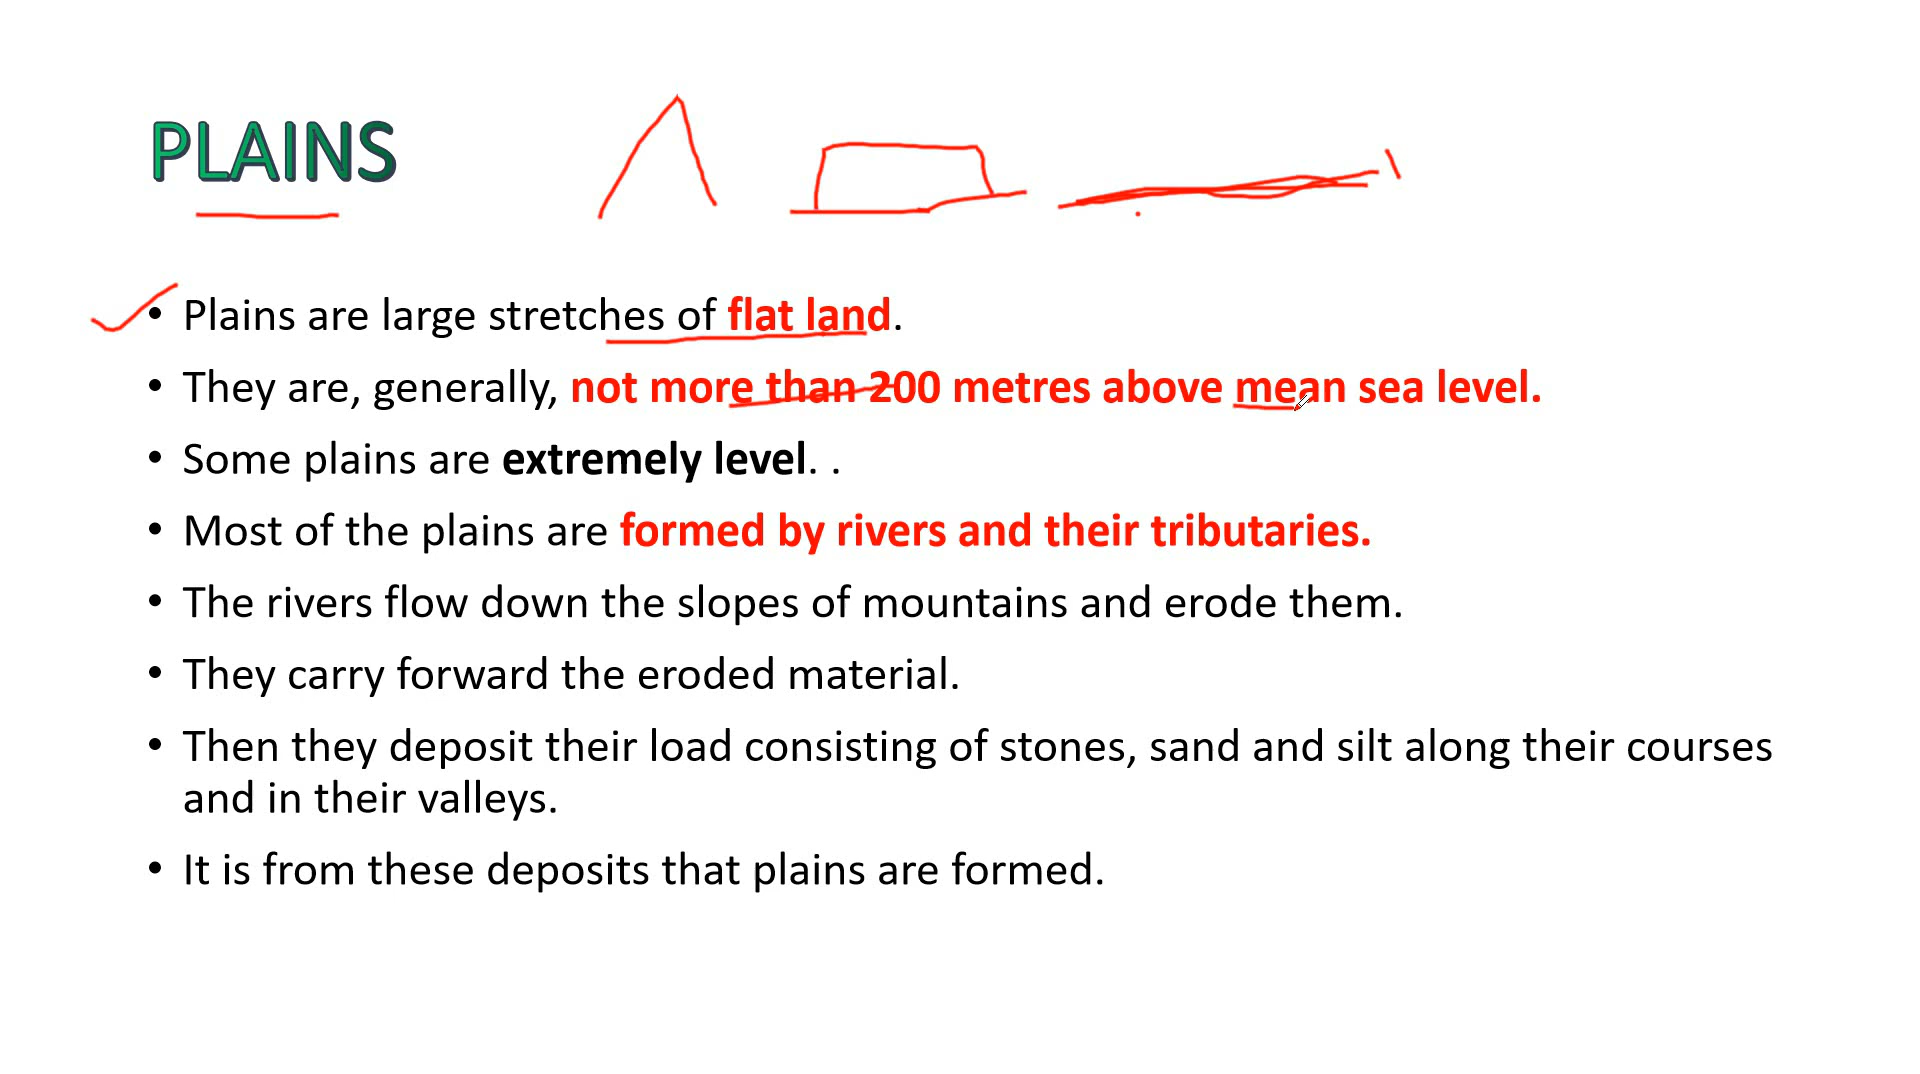 PLAINS
• Plains are large stretches of flat land.
• They are, generally, not more than 200 metres above mean sea level.
• Some plains are extremely level. .
• Most of the plains are formed by rivers and their tributaries.
• The rivers flow down the slopes of mountains and erode them.
• They carry forward the eroded material.
• Then they deposit their load consisting of stones, sand and silt along their courses
and in their valleys.
• It is from these deposits that plains are formed.